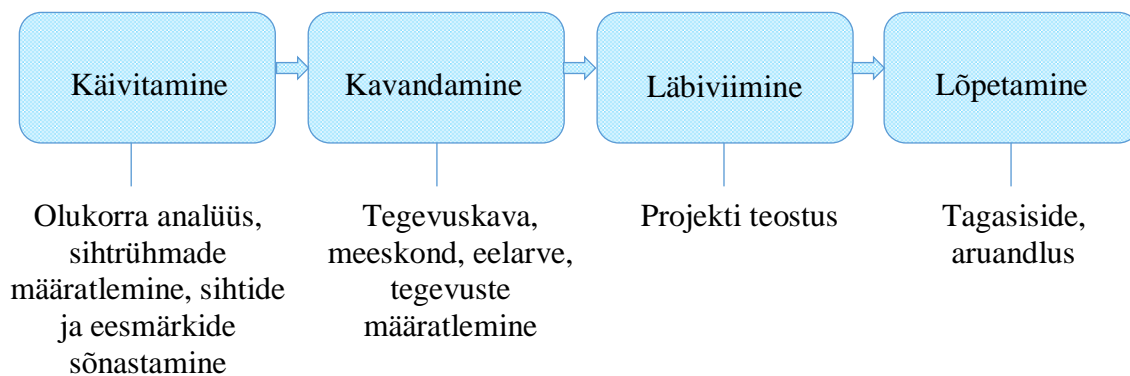 Käivitamine
Kavandamine
Läbiviimine
Lõpetamine
Olukorra analüüs,
sihtrühmade
määratlemine, sihtide
ja eesmärkide
sõnastamine
Tegevuskava,
meeskond, eelarve,
tegevuste
määratlemine
Projekti teostus
Tagasiside,
aruandlus